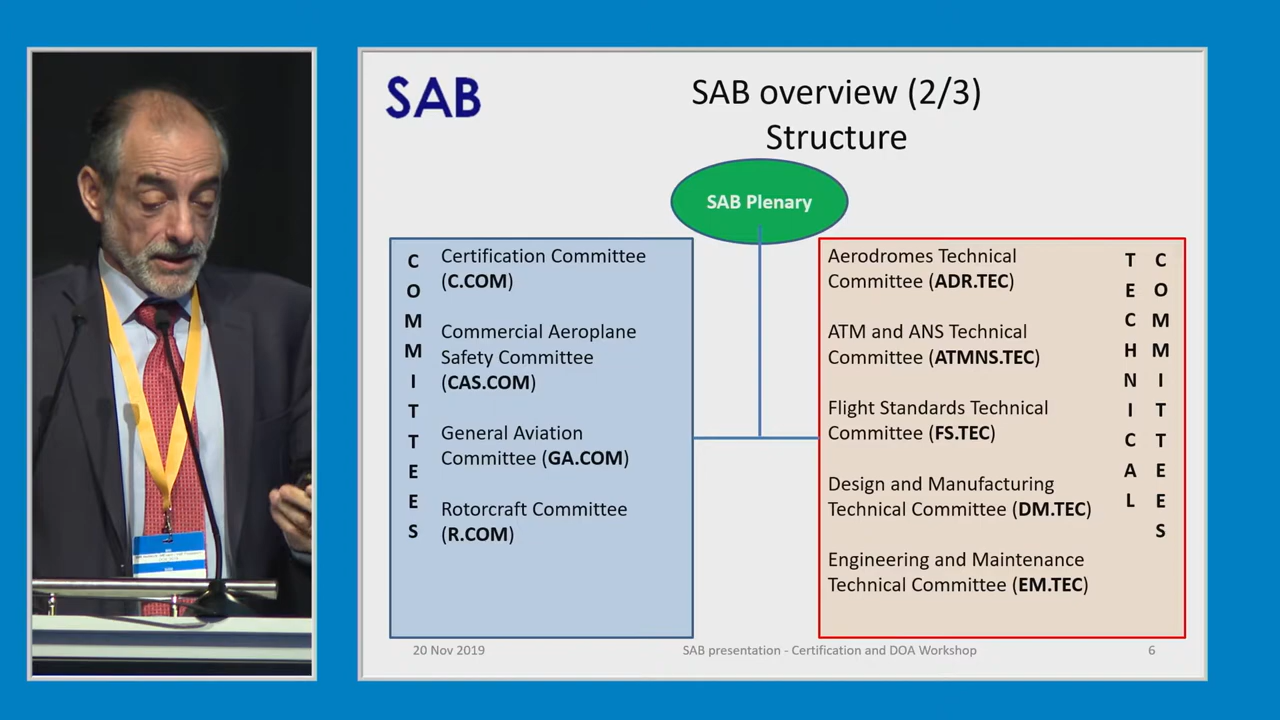 SAB
SAB overview (2/3)
Structure
SAB Plenary
COMMITTEES
Certification Committee
(C.COM)
Commercial Aeroplane
Safety Committee
(CAS.COM)
General Aviation
Committee (GA.COM)
Rotorcraft Committee
(R.COM)
Aerodromes Technical
Committee (ADR.TEC)
ATM and ANS Technical
Committee (ATMNS.TEC)
Flight Standards Technical
Committee (FS.TEC)
Design and Manufacturing
Technical Committee (DM.TEC)
Engineering and Maintenance
Technical Committee (EM.TEC)
TECHNICAL
COMMITTEES
20 Nov 2019
SAB presentation - Certification and DOA Workshop
6